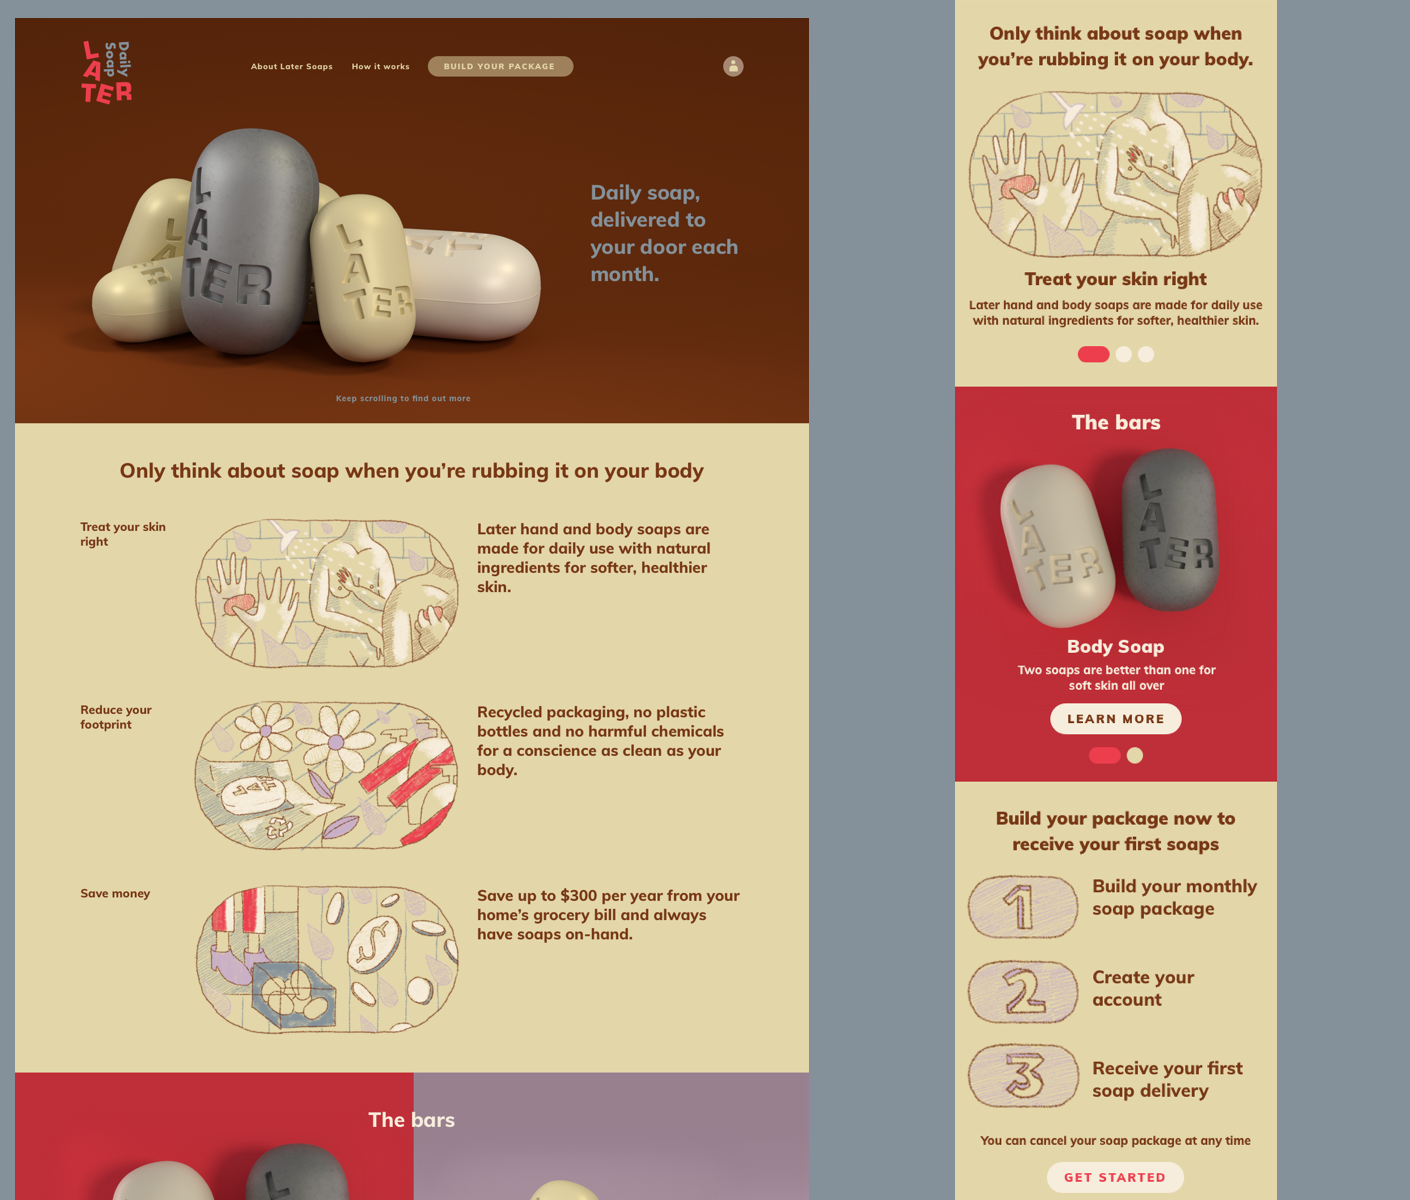 Daily
Soap
LATER
About Later Soaps
How it works
BUILD YOUR PACKAGE
LATER
LATER
Daily soap,
delivered to
your door each
month.
Keep scrolling to find out more
Only think about soap when you’re rubbing it on your body
Treat your skin
right
Later hand and body soaps are
made for daily use with natural
ingredients for softer, healthier
skin.
Reduce your
footprint
Recycled packaging, no plastic
bottles and no harmful chemicals
for a conscience as clean as your
body.
Save money
$
Save up to $300 per year from your
home’s grocery bill and always
have soaps on-hand.
The bars
Only think about soap when
you’re rubbing it on your body.
Treat your skin right
Later hand and body soaps are made for daily use
with natural ingredients for softer, healthier skin.
The bars
LATER
LATER
Body Soap
Two soaps are better than one for
soft skin all over
LEARN MORE
Build your package now to
receive your first soaps
1
Build your monthly
soap package
2
Create your
account
3
Receive your first
soap delivery
You can cancel your soap package at any time
GET STARTED